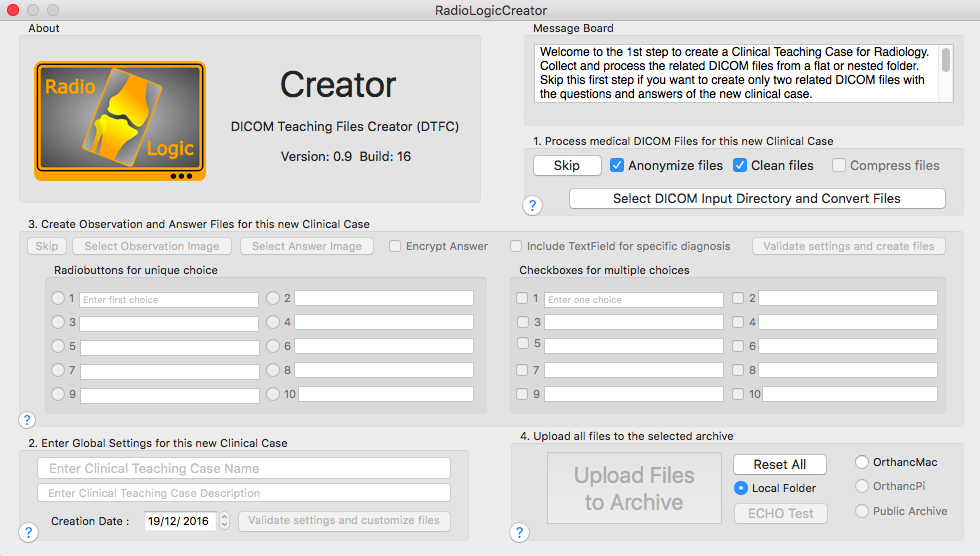 RadioLogicCreator
About
Radio
Logic
Creator
DICOM Teaching Files Creator (DTFC)
Version: 0.9 Build: 16
Message Board
Welcome to the 1st step to create a Clinical Teaching Case for Radiology.
Collect and process the related DICOM files from a flat or nested folder.
Skip this first step if you want to create only two related DICOM files with
the questions and answers of the new clinical case.
1. Process medical DICOM Files for this new Clinical Case
Skip Anonymize files Clean files Compress files
? Select DICOM Input Directory and Convert Files
3. Create Observation and Answer Files for this new Clinical Case
Skip Select Observation Image Select Answer Image Encrypt Answer Include TextField for specific diagnosis Validate settings and create files
Radiobuttons for unique choice
1 Enter first choice 2
3 4
5 6
7 8
9 10
?
Checkboxes for multiple choices
1 Enter one choice 2
3 4
5 6
7 8
9 10
2. Enter Global Settings for this new Clinical Case
Enter Clinical Teaching Case Name
Enter Clinical Teaching Case Description
? Creation Date : 19/12/ 2016 Validate settings and customize files
4. Upload all files to the selected archive
Upload Files
to Archive
Reset All OrthancMac
Local Folder OrthancPi
? ECHO Test Public Archive